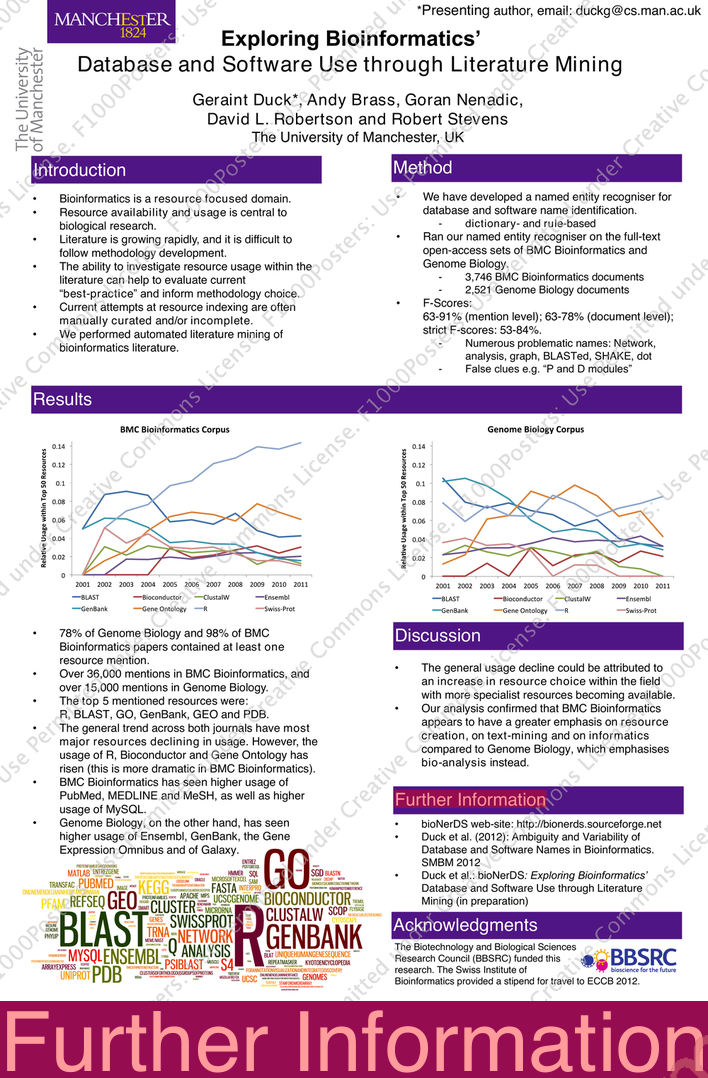 *Presenting author, email: duckg@cs.man.ac.uk
MANCHESTER
1824
The University
of Manchester
Exploring Bioinformatics’
Database and Software Use through Literature Mining
Geraint Duck*, Andy Brass, Goran Nenadic,
David L. Robertson and Robert Stevens
The University of Manchester, UK
Introduction
• Bioinformatics is a resource focused domain.
• Resource availability and usage is central to
biological research.
• Literature is growing rapidly, and it is difficult to
follow methodology development.
• The ability to investigate resource usage within the
literature can help to evaluate current
“best-practice” and inform methodology choice.
• Current attempts at resource indexing are often
manually curated and/or incomplete.
• We performed automated literature mining of
bioinformatics literature.
Method
• We have developed a named entity recogniser for
database and software name identification.
- dictionary- and rule-based
• Ran our named entity recogniser on the full-text
open-access sets of BMC Bioinformatics and
Genome Biology.
- 3,746 BMC Bioinformatics documents
- 2,521 Genome Biology documents
• F-Scores:
63-91% (mention level); 63-78% (document level);
strict F-scores: 53-84%.
- Numerous problematic names: Network,
analysis, graph, BLASTed, SHAKE, dot
- False clues e.g. “P and D modules”
Results
BMC Bioinformatics Corpus
Relative Usage within Top 50 Resources
0.14
0.12
0.1
0.08
0.06
0.04
0.02
0
2001 2002 2003 2004 2005 2006 2007 2008 2009 2010 2011
BLAST Bioconductor ClustalW Ensembl
GenBank Gene Ontology R Swiss-Prot
Genome Biology Corpus
Relative Usage within Top 50 Resources
0.14
0.12
0.1
0.08
0.06
0.04
0.02
0
2001 2002 2003 2004 2005 2006 2007 2008 2009 2010 2011
BLAST Bioconductor ClustalW Ensembl
GenBank Gene Ontology R Swiss-Prot
• 78% of Genome Biology and 98% of BMC
Bioinformatics papers contained at least one
resource mention.
• Over 36,000 mentions in BMC Bioinformatics, and
over 15,000 mentions in Genome Biology.
• The top 5 mentioned resources were:
R, BLAST, GO, GenBank, GEO and PDB.
• The general trend across both journals have most
major resources declining in usage. However, the
usage of R, Bioconductor and Gene Ontology has
risen (this is more dramatic in BMC Bioinformatics).
• BMC Bioinformatics has seen higher usage of
PubMed, MEDLINE and MeSH, as well as higher
usage of MySQL.
• Genome Biology, on the other hand, has seen
higher usage of Ensembl, GenBank, the Gene
Expression Omnibus and of Galaxy.
GO
MATLAB ENTREZGENE
MICROSOFTEXCEL
HMMER SQL
SGD
TRANSFAC PUBMED
KEGG
FASTA INTERPRO
PFAM REFSEQ GEO
UCSCGENOME BIOCONDUCTOR
CLUSTER SWISSPROT
MICRORNA
CLUSTALW SCOP
BLAST
TRNA
NETWORK
R
GENBANK
Q ANALYSIS
MYSQL ENSEMBL
UNIQUEHUMANGENESEQUENCE
ARRAYEXPRESS
PSIBLAST S4
REPEATMASKER KYOTOENCYCLOPEDIA
UNIPROT PDB
UCSC GENOMES
Discussion
• The general usage decline could be attributed to
an increase in resource choice within the field
with more specialist resources becoming available.
• Our analysis confirmed that BMC Bioinformatics
appears to have a greater emphasis on resource
creation, on text-mining and on informatics
compared to Genome Biology, which emphasises
bio-analysis instead.
Further Information
• bioNerDS web-site: http://bionerds.sourceforge.net
• Duck et al. (2012): Ambiguity and Variability of
Database and Software Names in Bioinformatics.
SMBM 2012
• Duck et al.: bioNerDS: Exploring Bioinformatics’
Database and Software Use through Literature
Mining (in preparation)
Acknowledgments
The Biotechnology and Biological Sciences
Research Council (BBSRC) funded this
research. The Swiss Institute of
Bioinformatics provided a stipend for travel to ECCB 2012.
BBSRC
bioscience for the future
Further Information